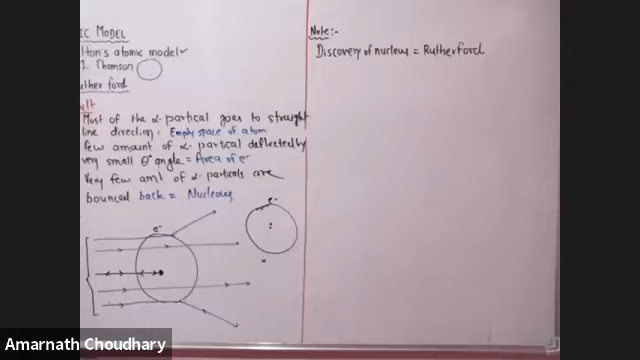 IC MODEL
lton's atomic model
J. Thomson
uther ford
ult
Most of the α-partical goes to straight
line direction = Empty space of atom
few amount of α-partical deflected by
very small θ° angle = Area of e-
Very few amt of α-particals are
bounced back = Nucleous
e-
e-
Note:-
Discovery of nucleus = Rutherford
Amarnath Choudhary